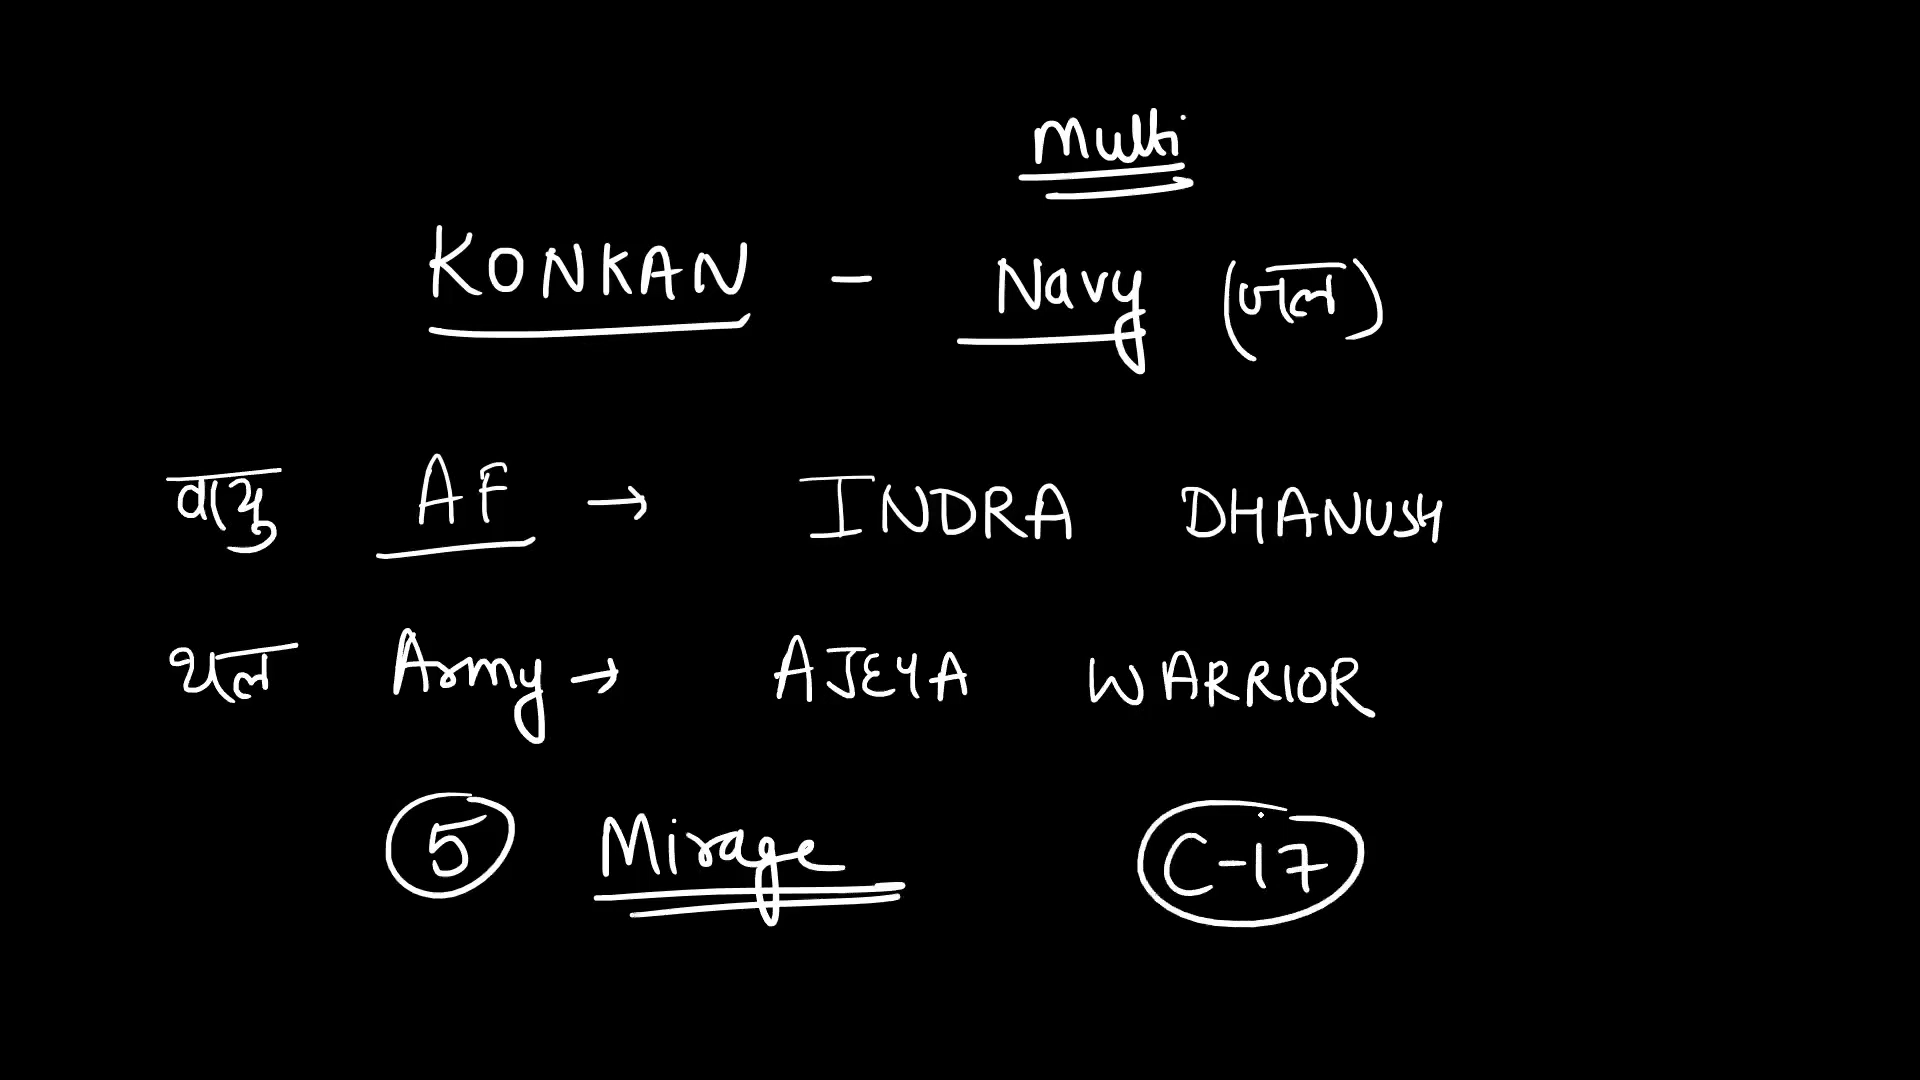 Multi
KONKAN - Navy (जल)
वायु AF → INDRA DHANUSH
थल Army → AJEYA WARRIOR
5 Mirage C-17